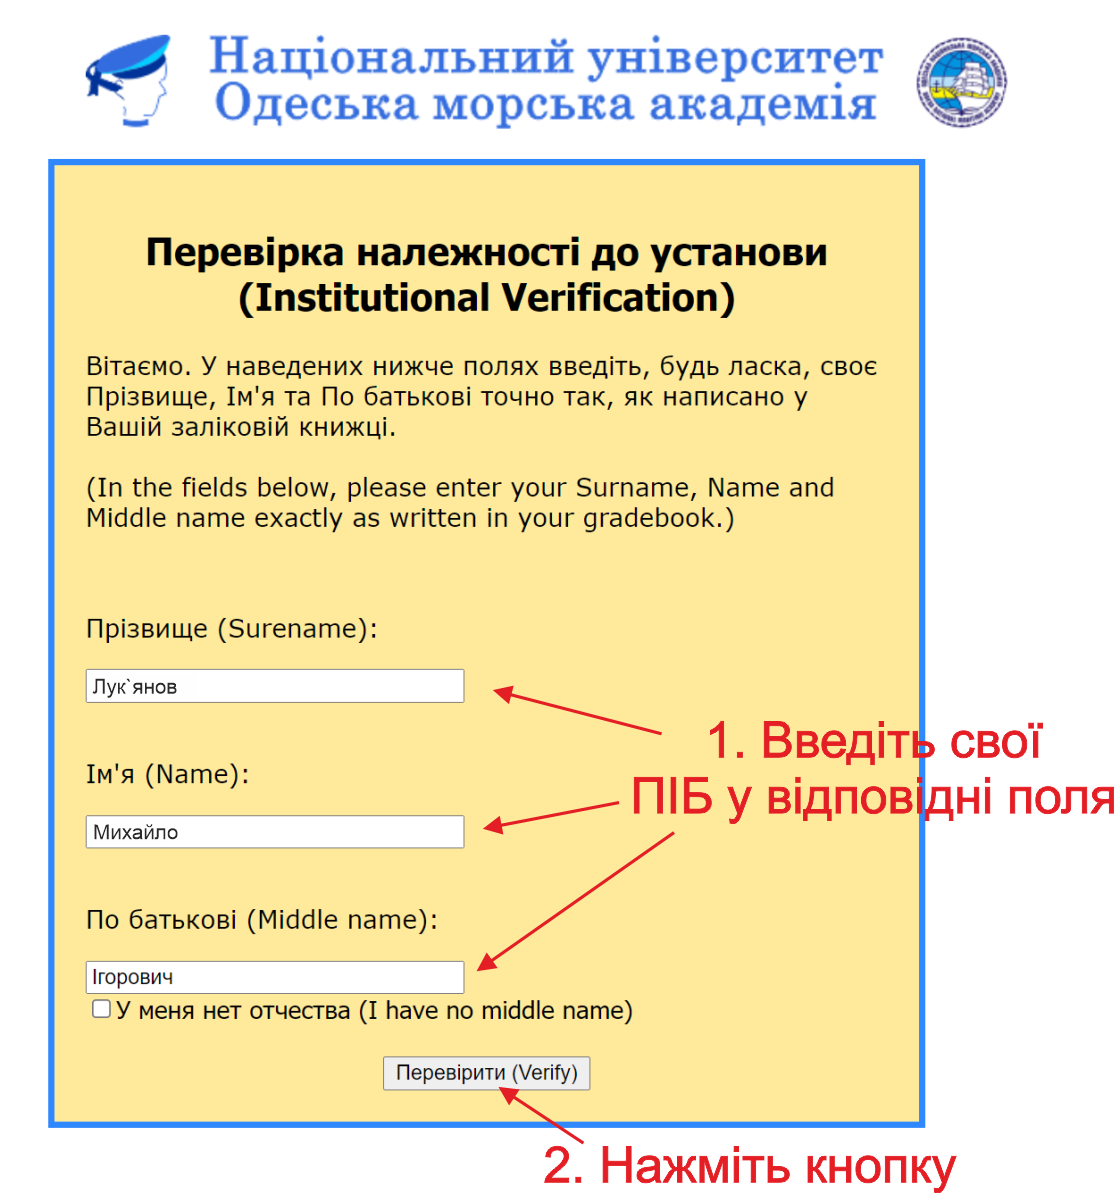 Національний університет
Одеська морська академія
Перевірка належності до установи
(Institutional Verification)
Вітаємо. У наведених нижче полях введіть, будь ласка, своє
Прізвище, Ім'я та По батькові точно так, як написано у
Вашій заліковій книжці.
(In the fields below, please enter your Surname, Name and
Middle name exactly as written in your gradebook.)
Прізвище (Surename):
Лук`янов
1. Введіть свої
ПІБ у відповідні поля
Ім'я (Name):
Михайло
По батькові (Middle name):
Ігорович
У меня нет отчества (I have no middle name)
Перевірити (Verify)
2. Нажміть кнопку